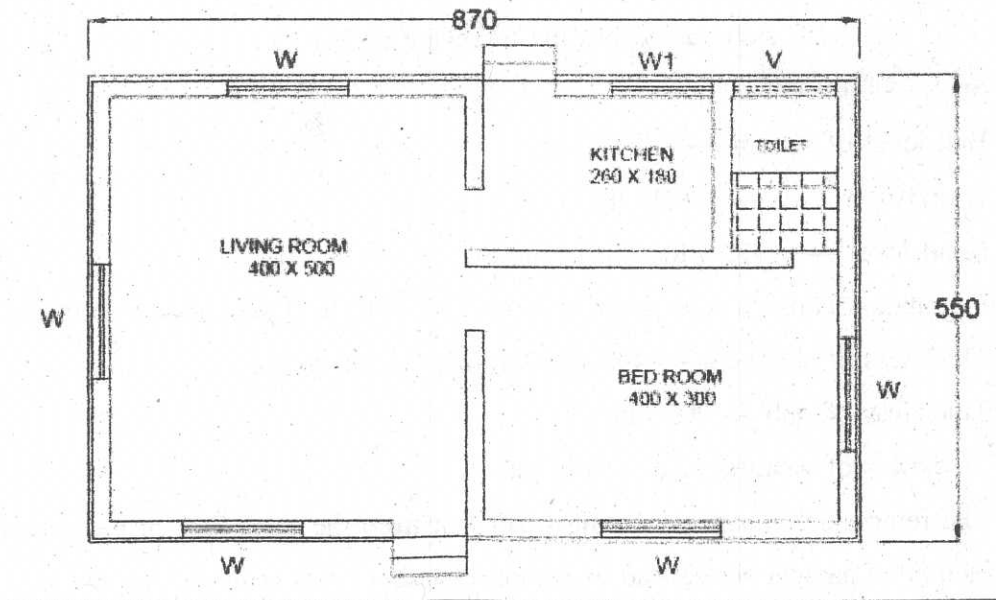 870
W
W1
V
KITCHEN
260 X 180
TOILET
LIVING ROOM
400 X 500
W
550
BED ROOM
400 X 300
W
W
W